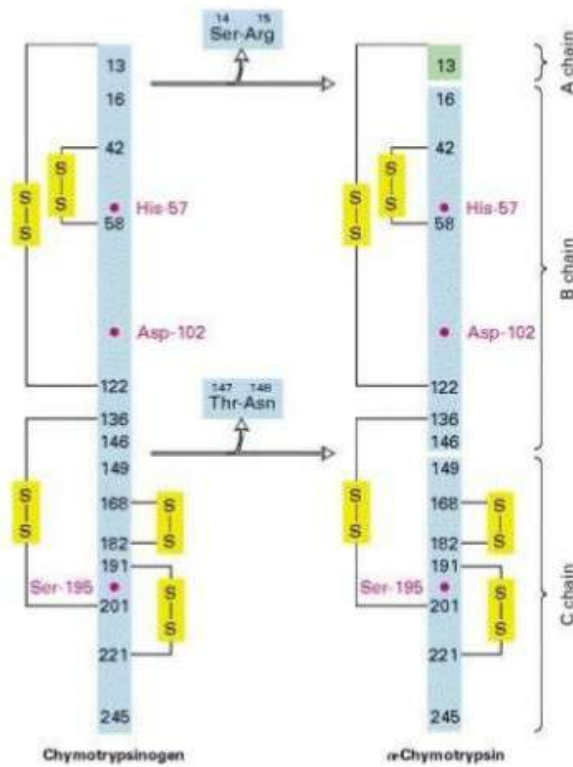 14 15
Ser-Arg
13
16
42
S–S
S–S
His-57
58
Asp-102
122
147 148
Thr-Asn
136
146
149
168
S–S
S–S
182
191
Ser-195
201
S–S
221
245
Chymotrypsinogen
13
16
42
S–S
S–S
His-57
58
Asp-102
122
136
146
149
168
S–S
S–S
182
191
Ser-195
201
S–S
221
245
α-Chymotrypsin
A chain
B chain
C chain